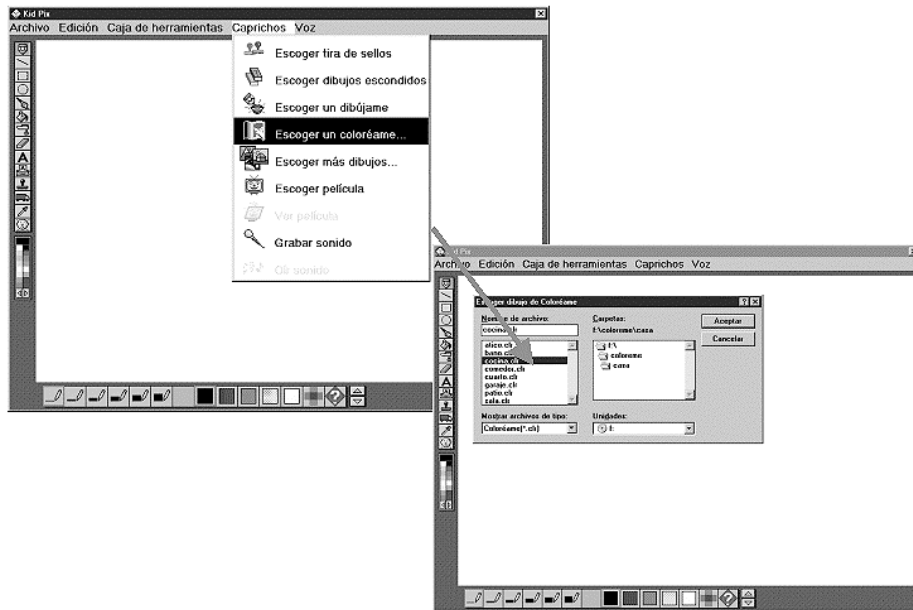 Kid Pix
Archivo Edición Caja de herramientas Caprichos Voz
Escoger tira de sellos
Escoger dibujos escondidos
Escoger un dibújame
Escoger un coloréame...
Escoger más dibujos...
Escoger película
Ver película
Grabar sonido
Oír sonido
A
Kid Pix
Archivo Edición Caja de herramientas Caprichos Voz
Escoger dibujo de Coloréame
Nombre de archivo:
Carpetas:
Aceptar
cocina.clr
f:\colorome\casa
Cancelar
atico.clr
bano.clr
cocina.clr
comedor.clr
cuarto.clr
garaje.clr
patio.clr
sala.clr
f:\
colorome
casa
Mostrar archivos de tipo:
Unidades:
Coloréame(*.clr)
f:
A